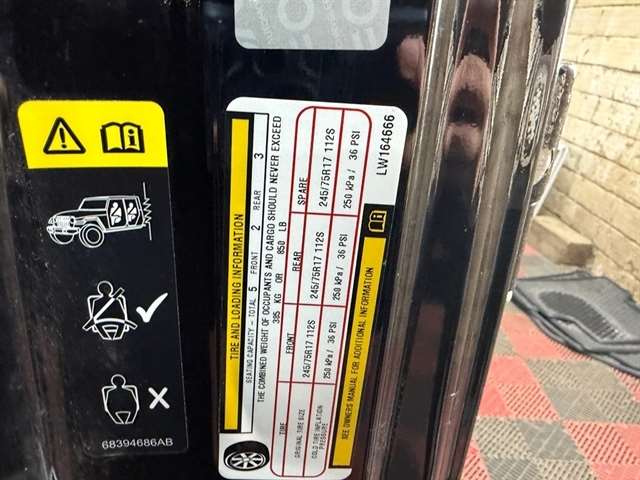 68394686AB
TIRE AND LOADING INFORMATION
SEATING CAPACITY - TOTAL 5 FRONT 2 REAR 3
THE COMBINED WEIGHT OF OCCUPANTS AND CARGO SHOULD NEVER EXCEED
385 KG OR 850 LB
TIRE FRONT REAR SPARE
ORIGINAL TIRE SIZE 245/75R17 112S 245/75R17 112S 245/75R17 112S
COLD TIRE INFLATION PRESSURE 250 kPa / 36 PSI 250 kPa / 36 PSI 250 kPa / 36 PSI
SEE OWNERS MANUAL FOR ADDITIONAL INFORMATION
LW164666